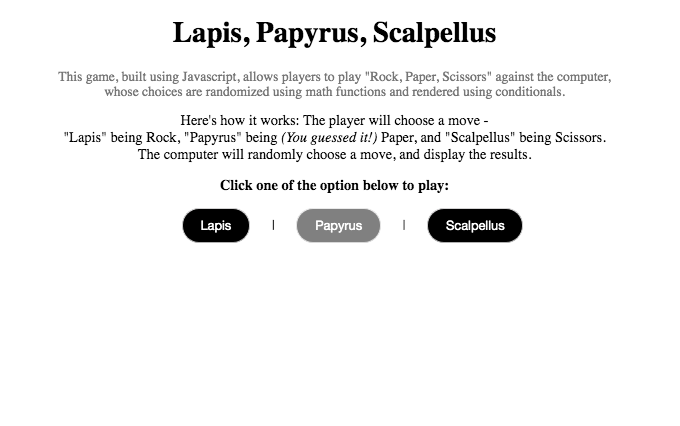 Lapis, Papyrus, Scalpellus
This game, built using Javascript, allows players to play "Rock, Paper, Scissors" against the computer,
whose choices are randomized using math functions and rendered using conditionals.
Here's how it works: The player will choose a move -
"Lapis" being Rock, "Papyrus" being (You guessed it!) Paper, and "Scalpellus" being Scissors.
The computer will randomly choose a move, and display the results.
Click one of the option below to play:
Lapis | Papyrus | Scalpellus